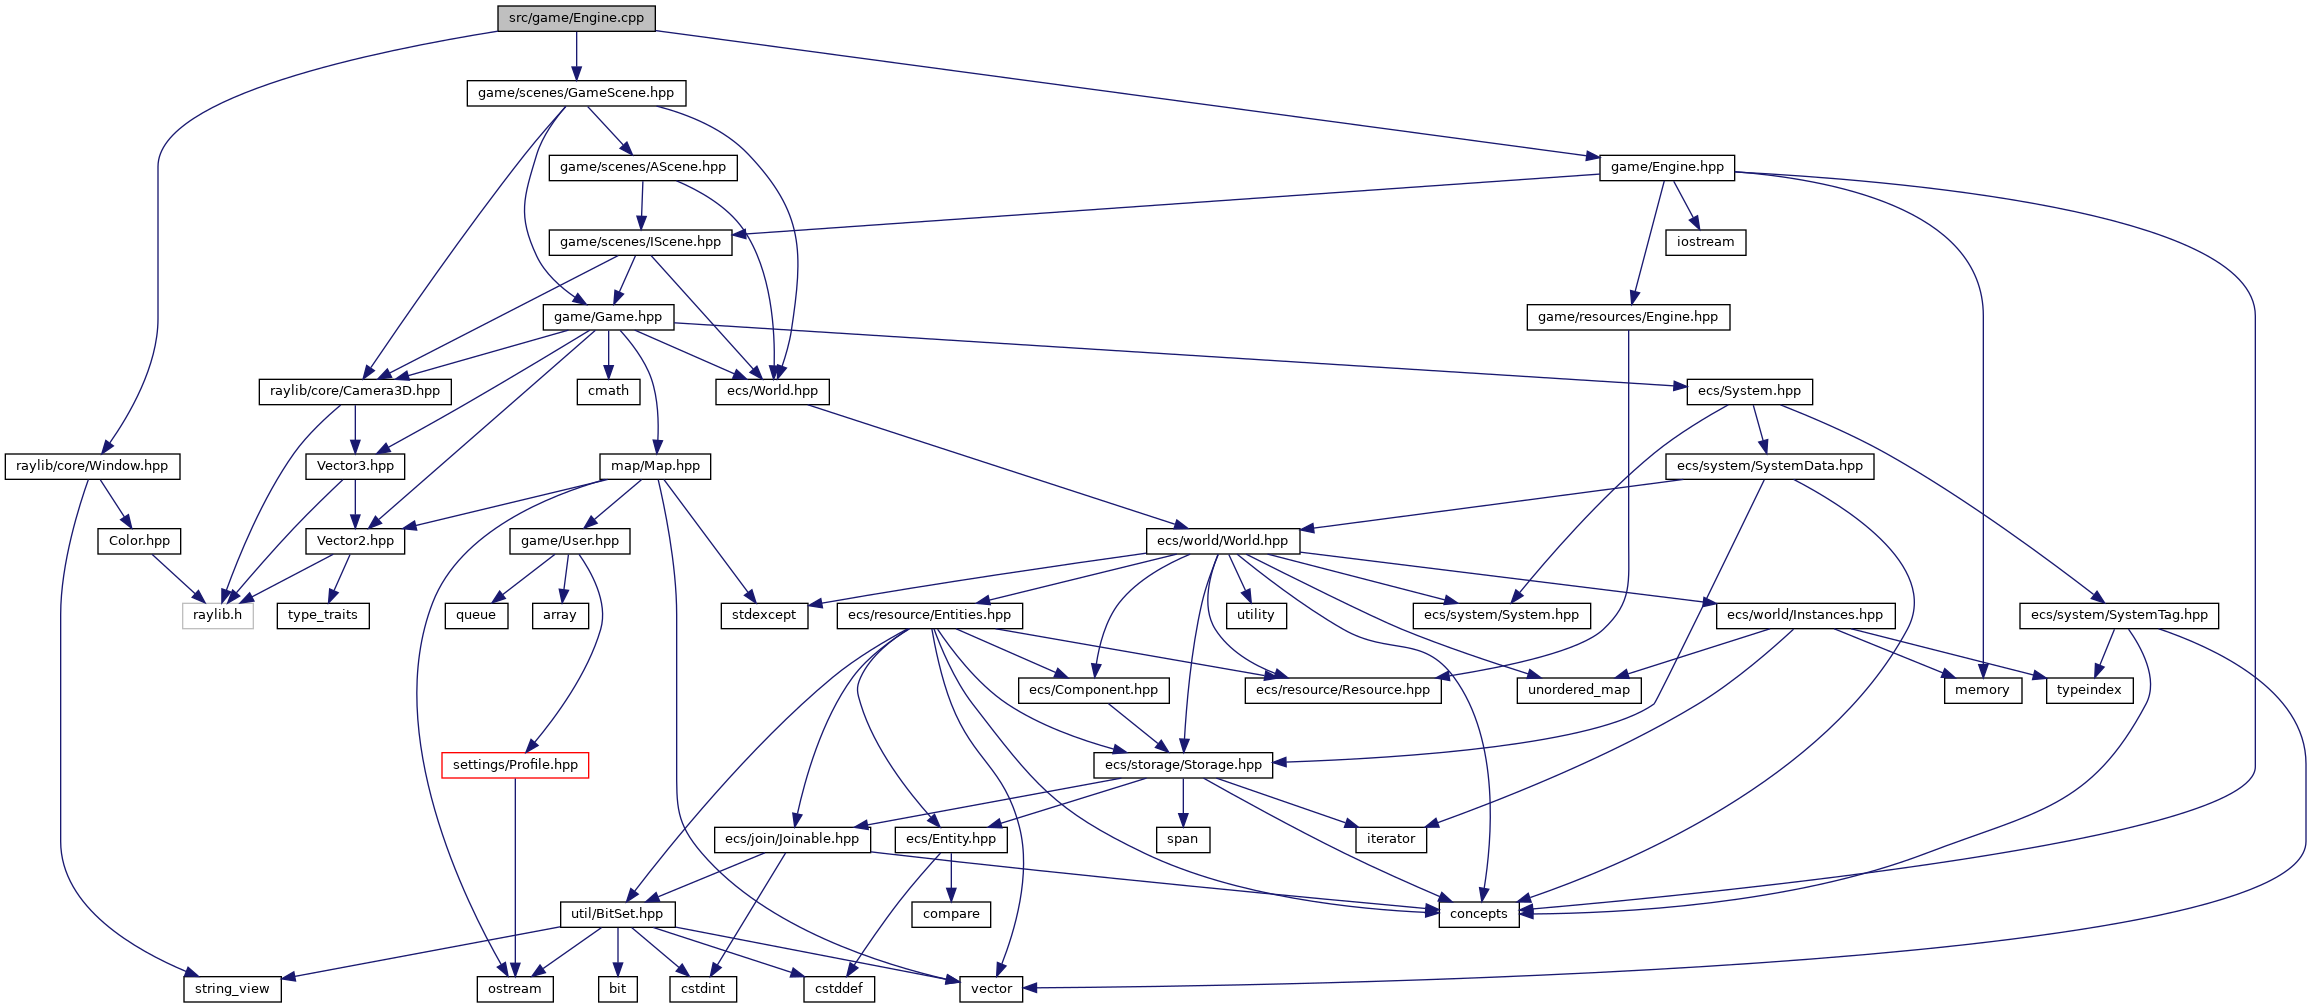 src/game/Engine.cpp
game/scenes/GameScene.hpp
game/scenes/AScene.hpp
game/Engine.hpp
game/scenes/IScene.hpp
iostream
game/Game.hpp
game/resources/Engine.hpp
raylib/core/Camera3D.hpp
cmath
ecs/World.hpp
ecs/System.hpp
raylib/core/Window.hpp
Vector3.hpp
map/Map.hpp
ecs/system/SystemData.hpp
Color.hpp
Vector2.hpp
game/User.hpp
ecs/world/World.hpp
raylib.h
type_traits
queue
array
stdexcept
ecs/resource/Entities.hpp
utility
ecs/system/System.hpp
ecs/world/Instances.hpp
ecs/system/SystemTag.hpp
ecs/Component.hpp
ecs/resource/Resource.hpp
unordered_map
memory
typeindex
settings/Profile.hpp
ecs/storage/Storage.hpp
ecs/join/Joinable.hpp
ecs/Entity.hpp
span
iterator
util/BitSet.hpp
compare
concepts
string_view
ostream
bit
cstdint
cstddef
vector